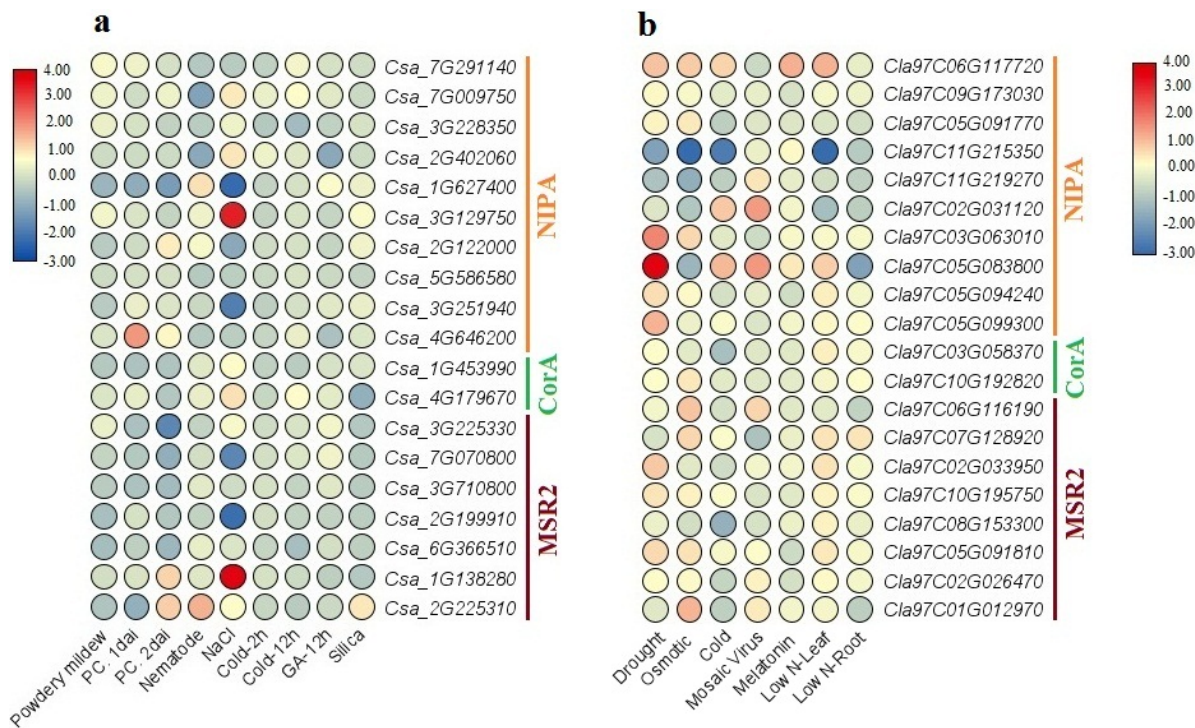 a
4.00
3.00
2.00
1.00
0.00
-1.00
-2.00
-3.00
Csa_7G291140
Csa_7G009750
Csa_3G228350
Csa_2G402060
Csa_1G627400
Csa_3G129750
Csa_2G122000
Csa_5G586580
Csa_3G251940
Csa_4G646200
Csa_1G453990
Csa_4G179670
Csa_3G225330
Csa_7G070800
Csa_3G710800
Csa_2G199910
Csa_6G366510
Csa_1G138280
Csa_2G225310
NIPA
CorA
MSR2
Powdery mildew
PC. 1dai
PC. 2dai
Nematode
NaCl
Cold-2h
Cold-12h
GA-12h
Silica
b
Cla97C06G117720
Cla97C09G173030
Cla97C05G091770
Cla97C11G215350
Cla97C11G219270
Cla97C02G031120
Cla97C03G063010
Cla97C05G083800
Cla97C05G094240
Cla97C05G099300
Cla97C03G058370
Cla97C10G192820
Cla97C06G116190
Cla97C07G128920
Cla97C02G033950
Cla97C10G195750
Cla97C08G153300
Cla97C05G091810
Cla97C02G026470
Cla97C01G012970
NIPA
CorA
MSR2
Drought
Osmotic
Cold
Mosaic Virus
Melatonin
Low N-Leaf
Low N-Root
4.00
3.00
2.00
1.00
0.00
-1.00
-2.00
-3.00